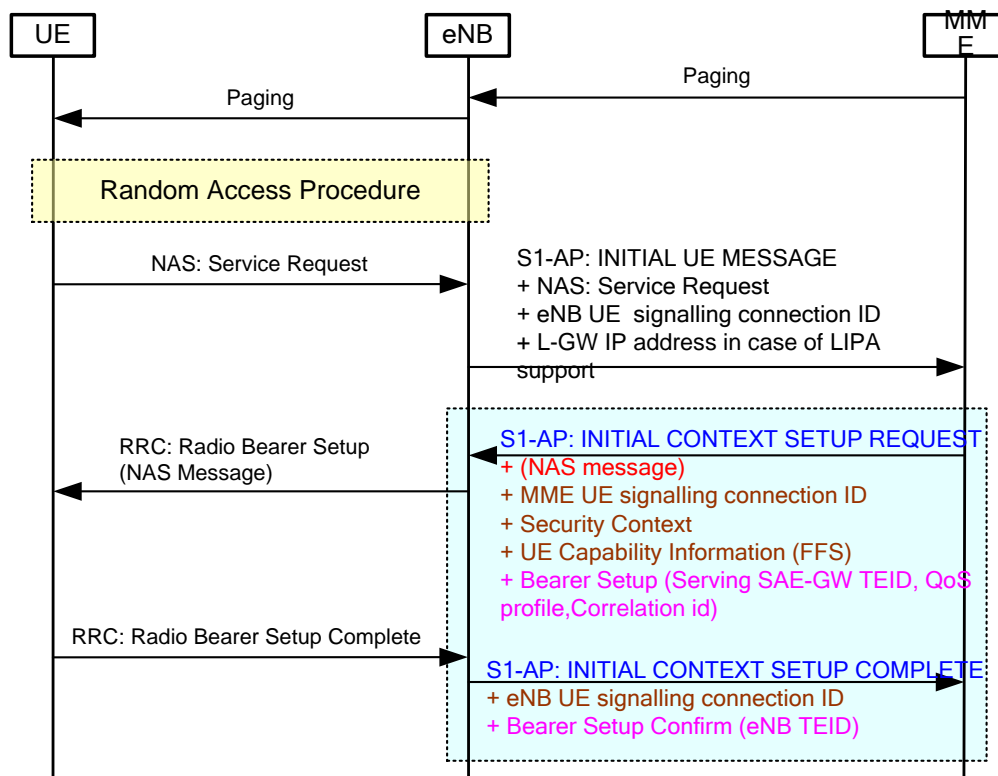 UE
eNB
MM
E
Paging
Paging
Random Access Procedure
NAS: Service Request
S1-AP: INITIAL UE MESSAGE
+ NAS: Service Request
+ eNB UE  signalling connection ID
+ L-GW IP address in case of LIPA
support
RRC: Radio Bearer Setup
(NAS Message)
S1-AP: INITIAL CONTEXT SETUP REQUEST
+ (NAS message)
+ MME UE signalling connection ID
+ Security Context
+ UE Capability Information (FFS)
+ Bearer Setup (Serving SAE-GW TEID, QoS
profile,Correlation id)
RRC: Radio Bearer Setup Complete
S1-AP: INITIAL CONTEXT SETUP COMPLETE
+ eNB UE signalling connection ID
+ Bearer Setup Confirm (eNB TEID)